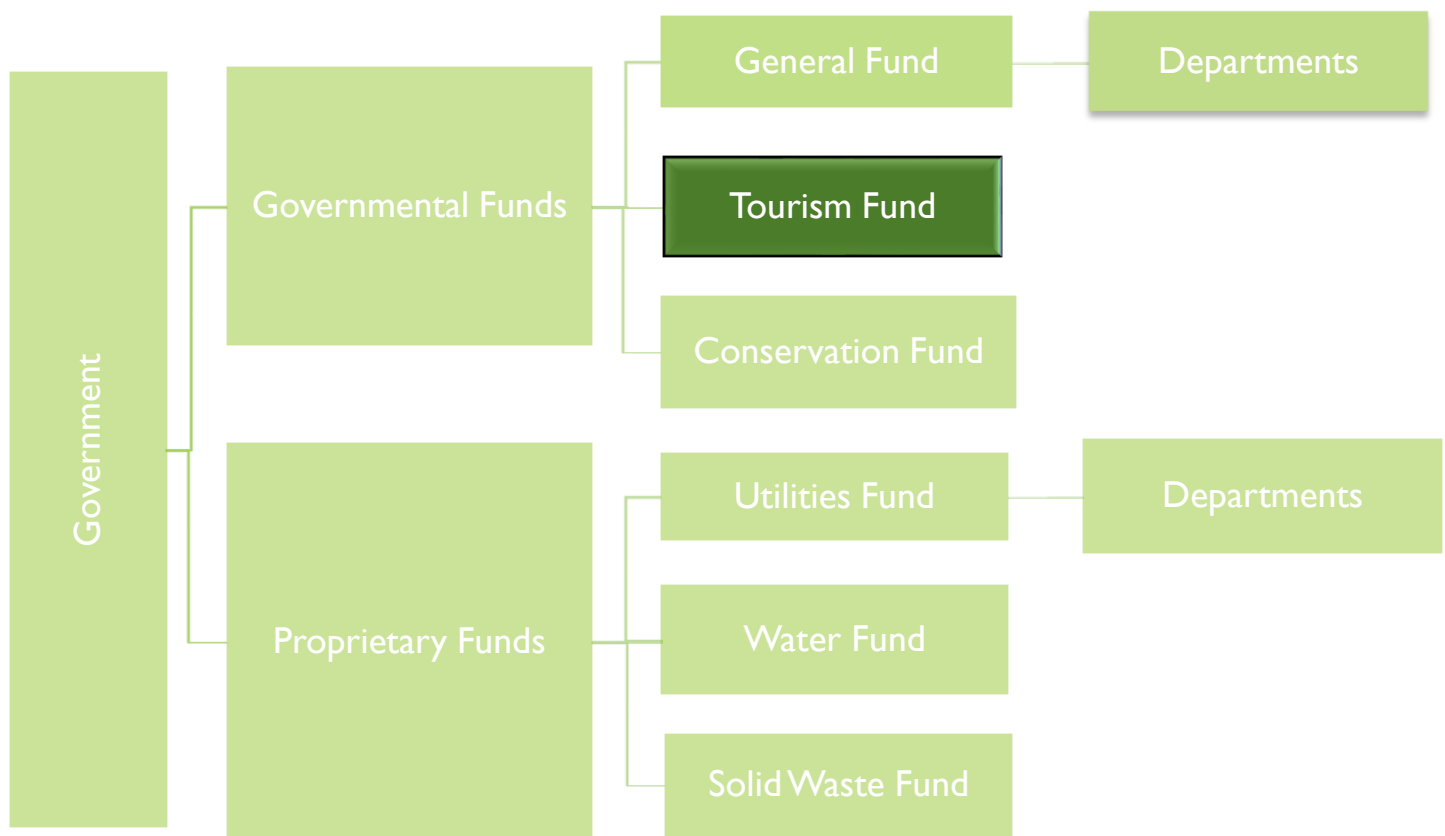 Government
Governmental Funds
General Fund
Departments
Tourism Fund
Conservation Fund
Proprietary Funds
Utilities Fund
Departments
Water Fund
Solid Waste Fund